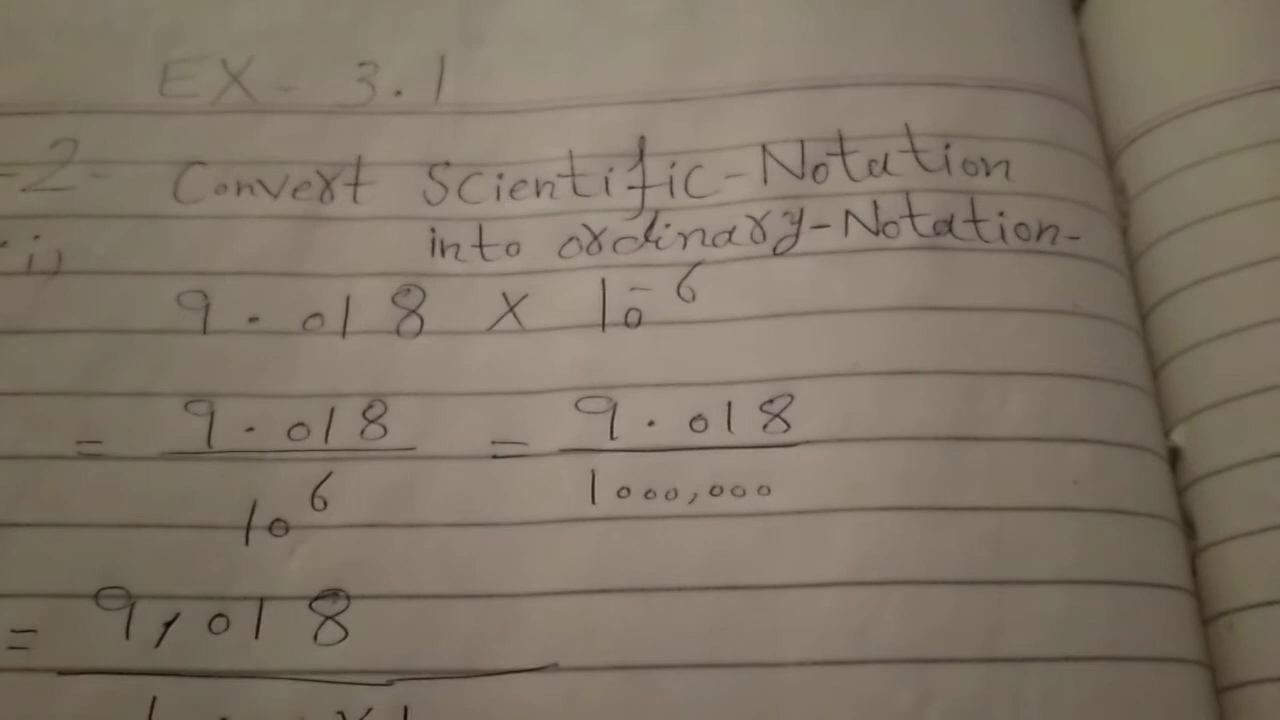 EX - 3.1
-2- Convert Scientific-Notation
i) into ordinary-Notation-
9.018 × 10⁻⁶
= 9.018 = 9.018
10⁶ 1000,000
= 9,018